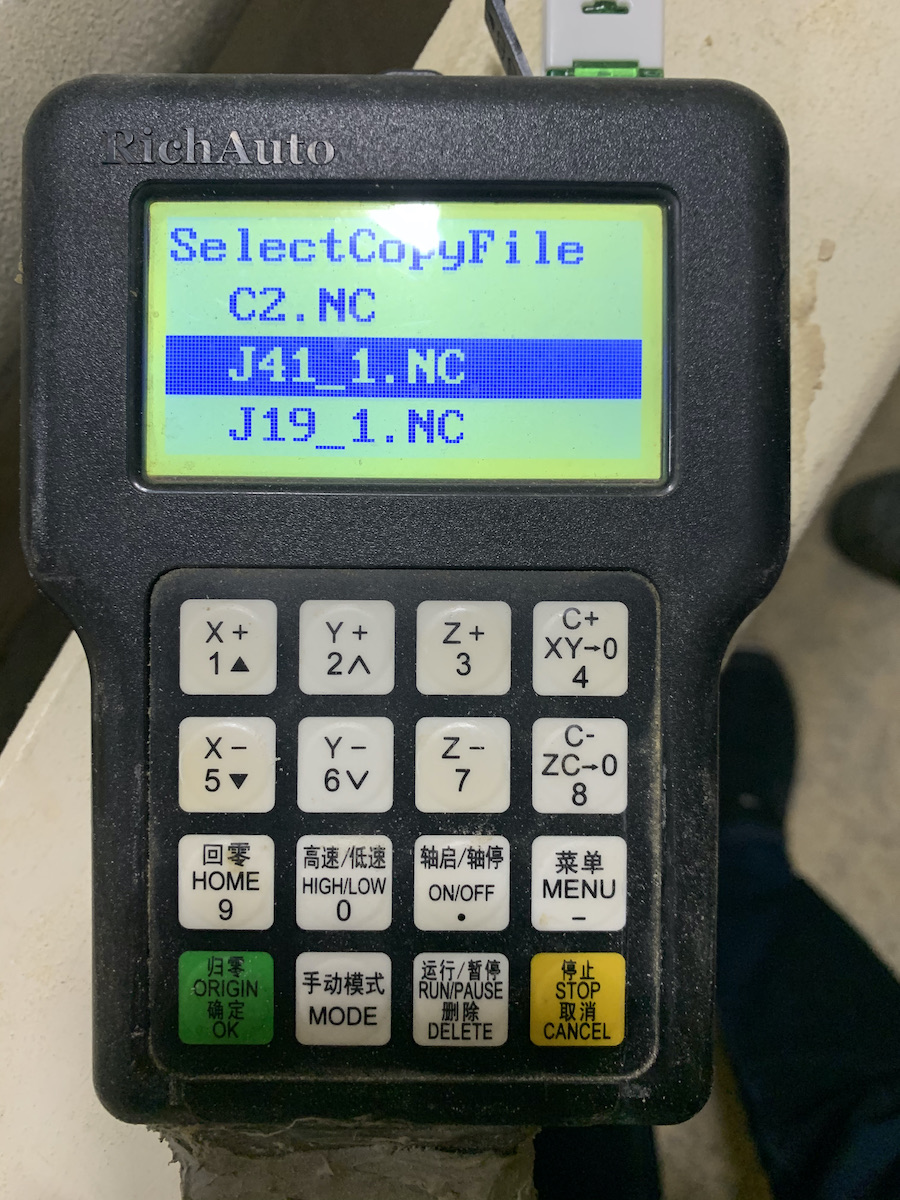 RichAuto
SelectCopyFile
C2.NC
J41_1.NC
J19_1.NC
X+
1▲
Y+
2∧
Z+
3
C+
XY→0
4
X−
5▼
Y−
6∨
Z−
7
C-
ZC→0
8
回零
HOME
9
高速/低速
HIGH/LOW
0
轴启/轴停
ON/OFF
•
菜单
MENU
−
归零
ORIGIN
确定
OK
手动模式
MODE
运行/暂停
RUN/PAUSE
删除
DELETE
停止
STOP
取消
CANCEL